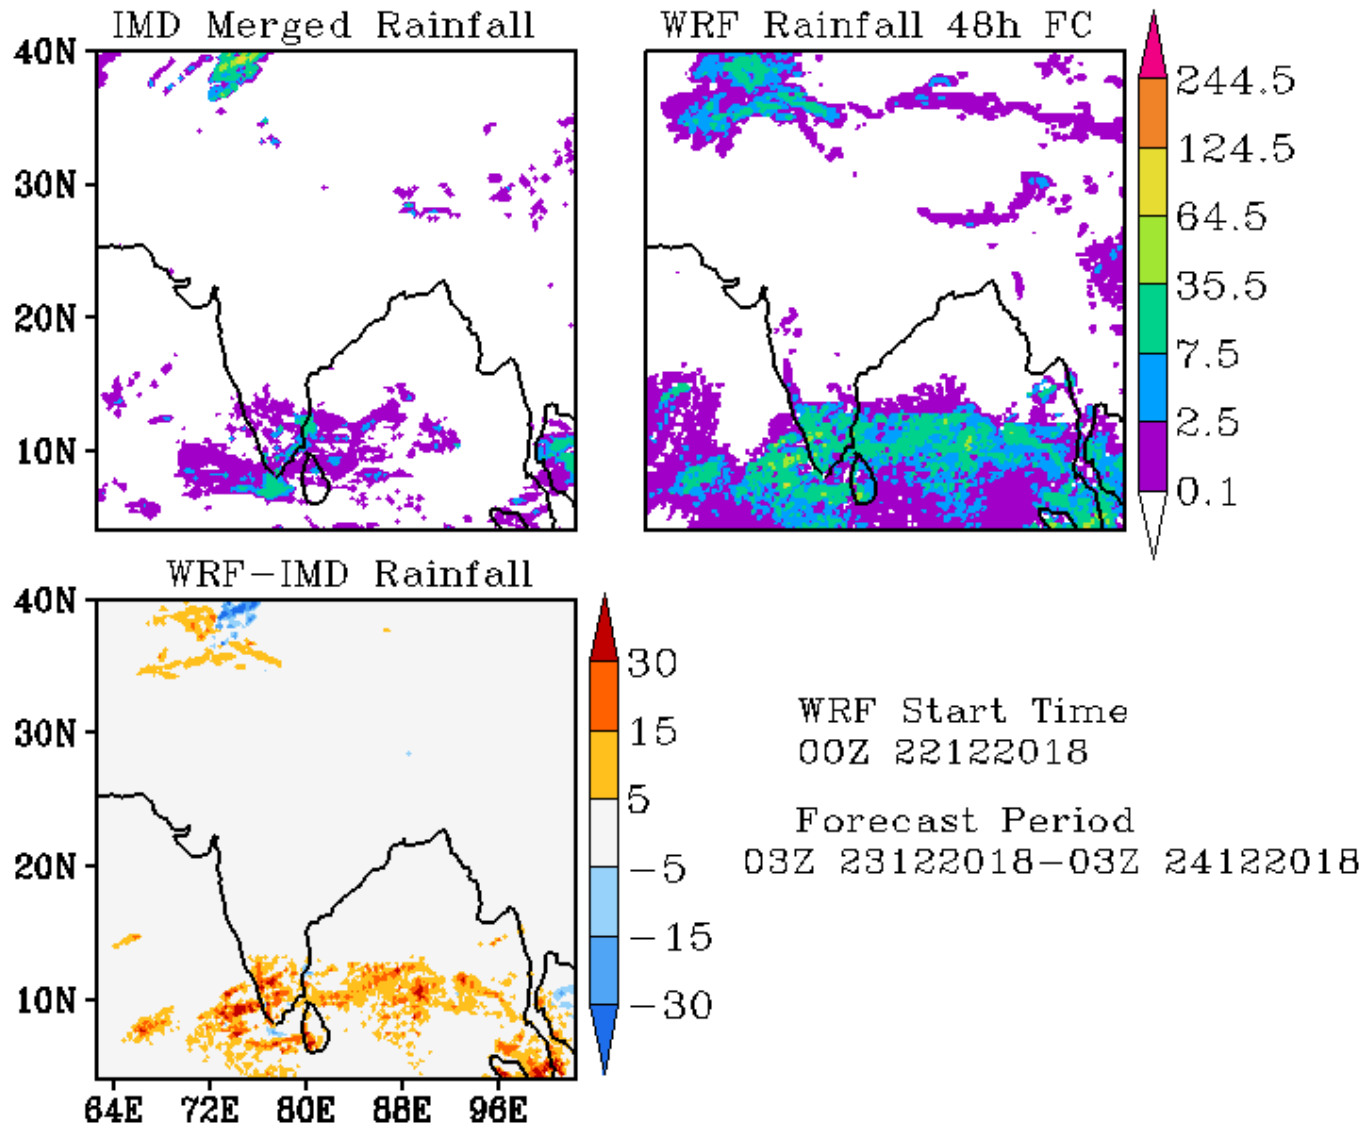 IMD Merged Rainfall
WRF Rainfall 48h FC
40N
30N
20N
10N
244.5
124.5
64.5
35.5
7.5
2.5
0.1
WRF-IMD Rainfall
40N
30N
20N
10N
64E 72E 80E 88E 96E
30
15
5
-5
-15
-30
WRF Start Time
00Z 22122018
Forecast Period
03Z 23122018-03Z 24122018